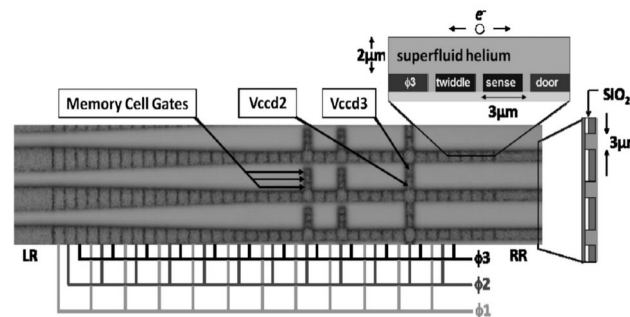 e⁻
2μm
superfluid helium
ϕ3 twiddle sense door
3μm
SIO₂
3μ
Memory Cell Gates
Vccd2
Vccd3
LR
RR
ϕ3
ϕ2
ϕ1